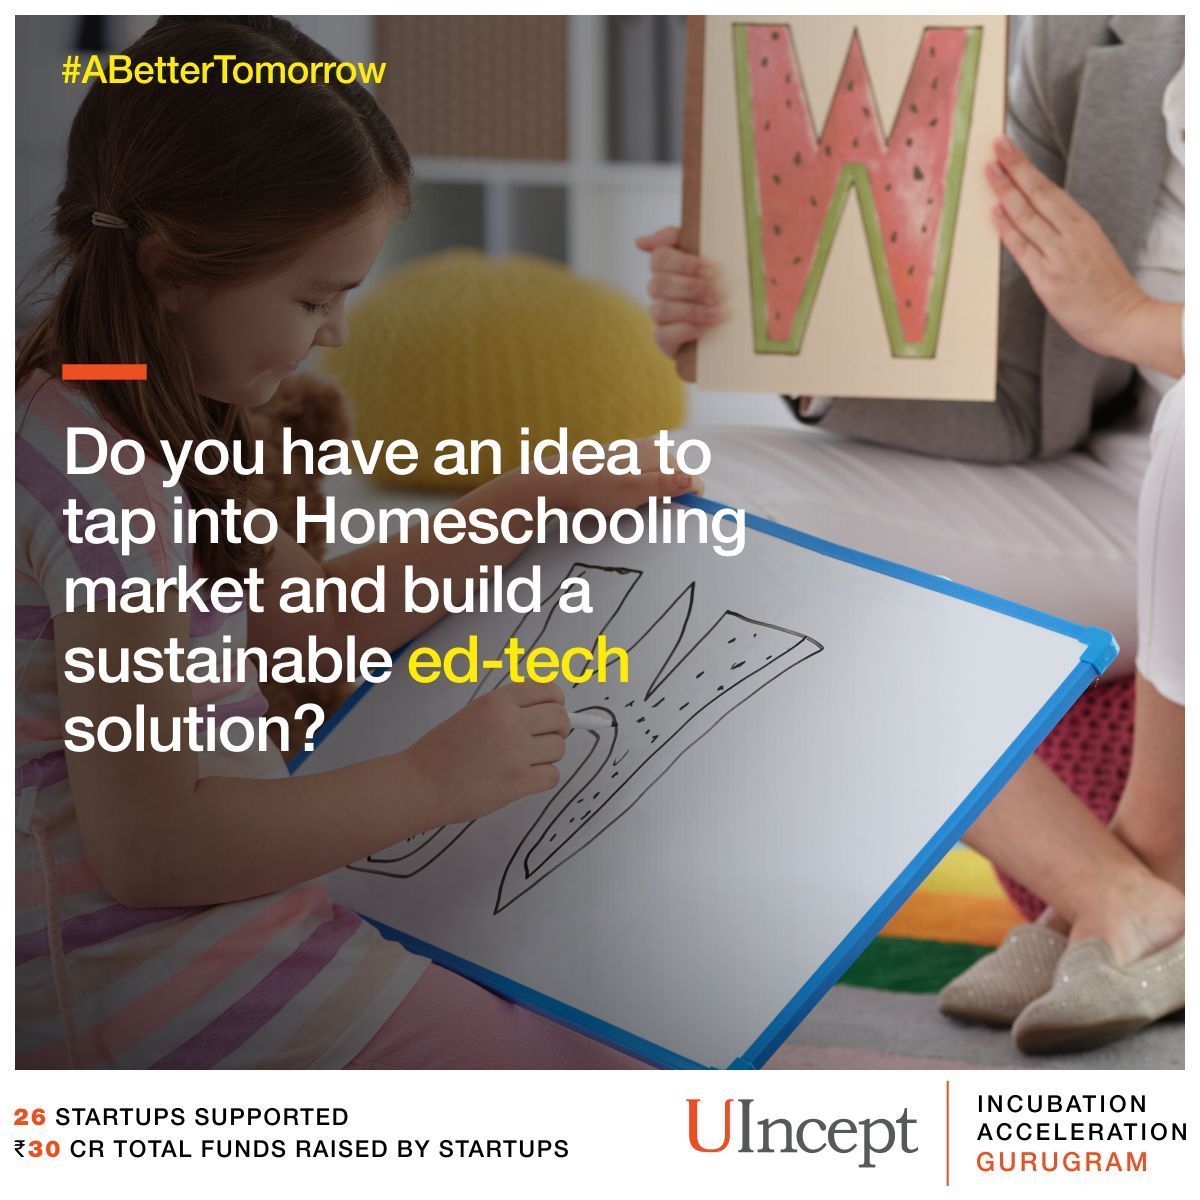 #ABetterTomorrow
W
Do you have an idea to
tap into Homeschooling
market and build a
sustainable ed-tech
solution?
W
26 STARTUPS SUPPORTED
₹30 CR TOTAL FUNDS RAISED BY STARTUPS
UIncept
INCUBATION
ACCELERATION
GURUGRAM